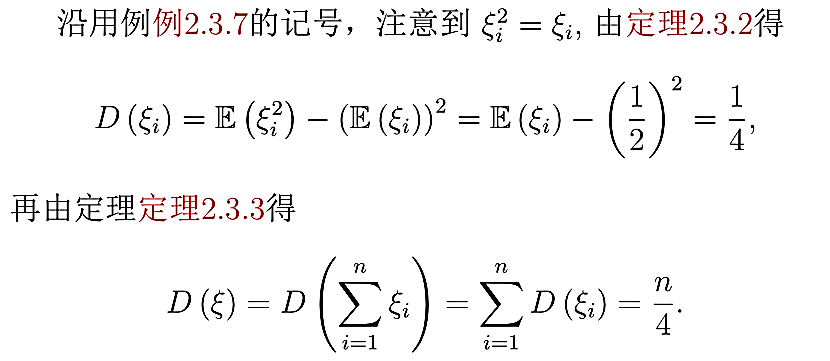 沿用例例2.3.7的记号，注意到 $\xi_i^2 = \xi_i$, 由定理2.3.2得
$$D\left(\xi_i\right) = \mathbb{E}\left(\xi_i^2\right) - \left(\mathbb{E}\left(\xi_i\right)\right)^2 = \mathbb{E}\left(\xi_i\right) - \left(\frac{1}{2}\right)^2 = \frac{1}{4},$$
再由定理定理2.3.3得
$$D\left(\xi\right) = D\left(\sum_{i=1}^{n} \xi_i\right) = \sum_{i=1}^{n} D\left(\xi_i\right) = \frac{n}{4}.$$